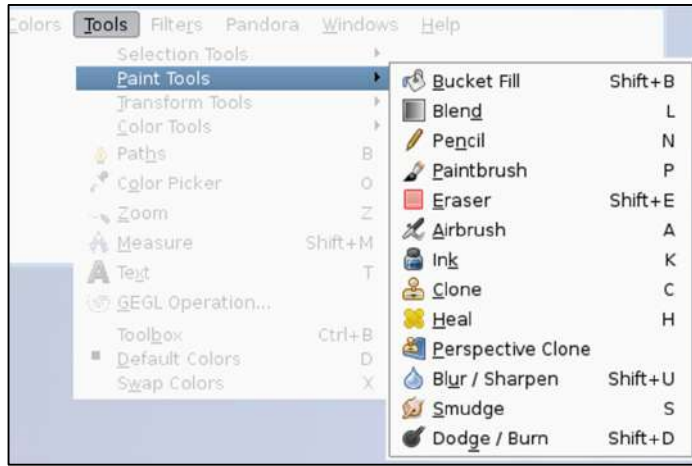 Colors Tools Filters Pandora Windows Help
Selection Tools
Paint Tools
Transform Tools
Color Tools
Paths B
Color Picker O
Zoom Z
Measure Shift+M
Text T
GEGL Operation...
Toolbox Ctrl+B
Default Colors D
Swap Colors X
Bucket Fill Shift+B
Blend L
Pencil N
Paintbrush P
Eraser Shift+E
Airbrush A
Ink K
Clone C
Heal H
Perspective Clone
Blur / Sharpen Shift+U
Smudge S
Dodge / Burn Shift+D